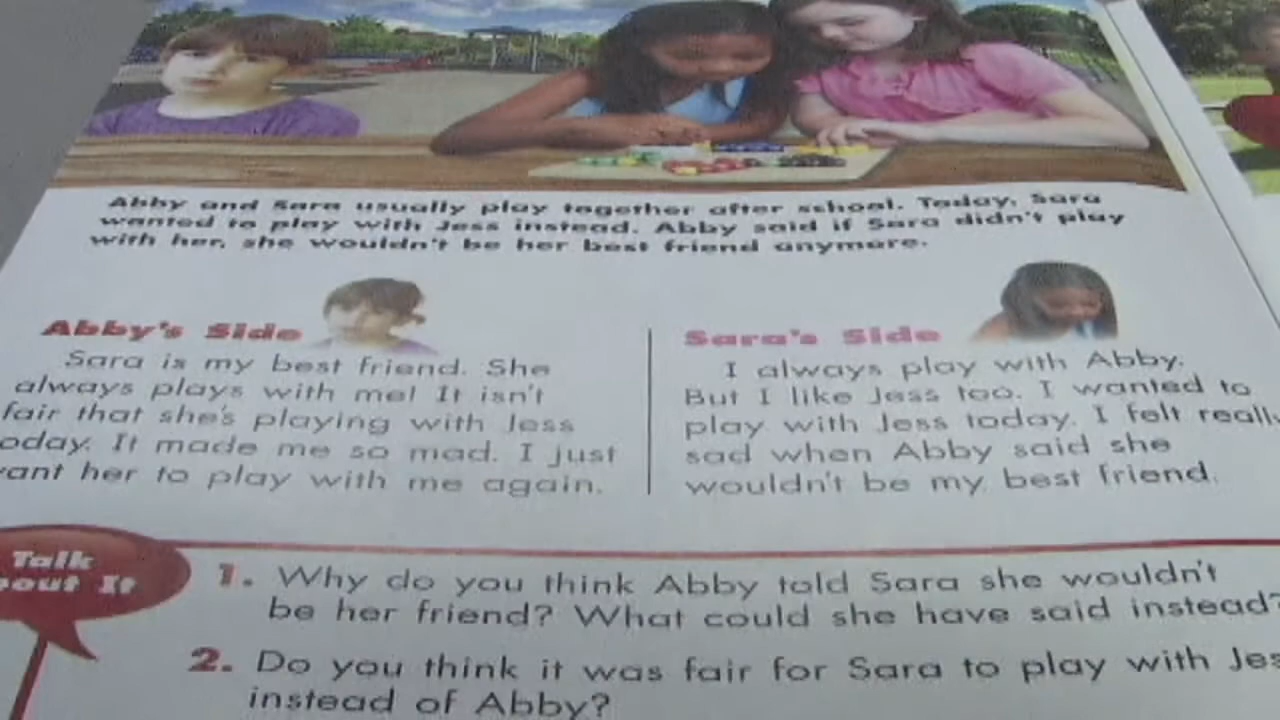 Abby and Sara usually play together after school. Today, Sara
wanted to play with Jess instead. Abby said if Sara didn't play
with her, she wouldn't be her best friend anymore.
Abby's Side
Sara is my best friend. She
always plays with me! It isn't
fair that she's playing with Jess
oday. It made me so mad. I just
ant her to play with me again.
Sara's Side
I always play with Abby.
But I like Jess too. I wanted to
play with Jess today. I felt reall
sad when Abby said she
wouldn't be my best friend.
Talk
out It
1. Why do you think Abby told Sara she wouldn't
be her friend? What could she have said instead?
2. Do you think it was fair for Sara to play with Jes
instead of Abby?